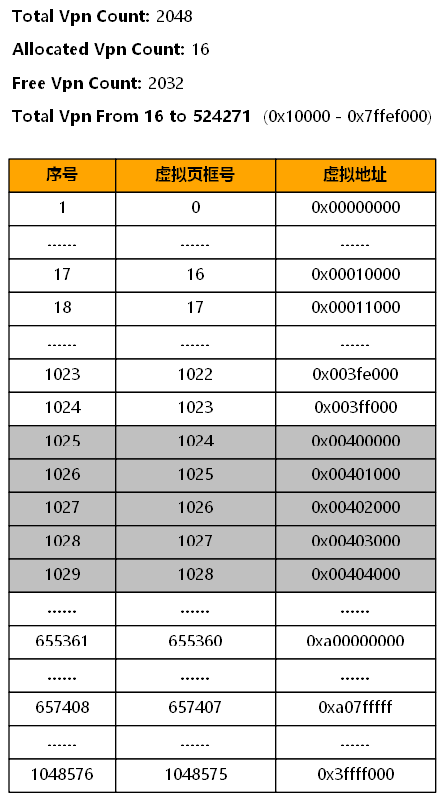 Total Vpn Count: 2048
Allocated Vpn Count: 16
Free Vpn Count: 2032
Total Vpn From 16 to 524271 (0x10000 - 0x7ffef000)
序号 虚拟页框号 虚拟地址
1 0 0x00000000
...... ...... ......
17 16 0x00010000
18 17 0x00011000
...... ...... ......
1023 1022 0x003fe000
1024 1023 0x003ff000
1025 1024 0x00400000
1026 1025 0x00401000
1027 1026 0x00402000
1028 1027 0x00403000
1029 1028 0x00404000
...... ...... ......
655361 655360 0xa00000000
...... ...... ......
657408 657407 0xa07fffff
...... ...... ......
1048576 1048575 0x3ffff000